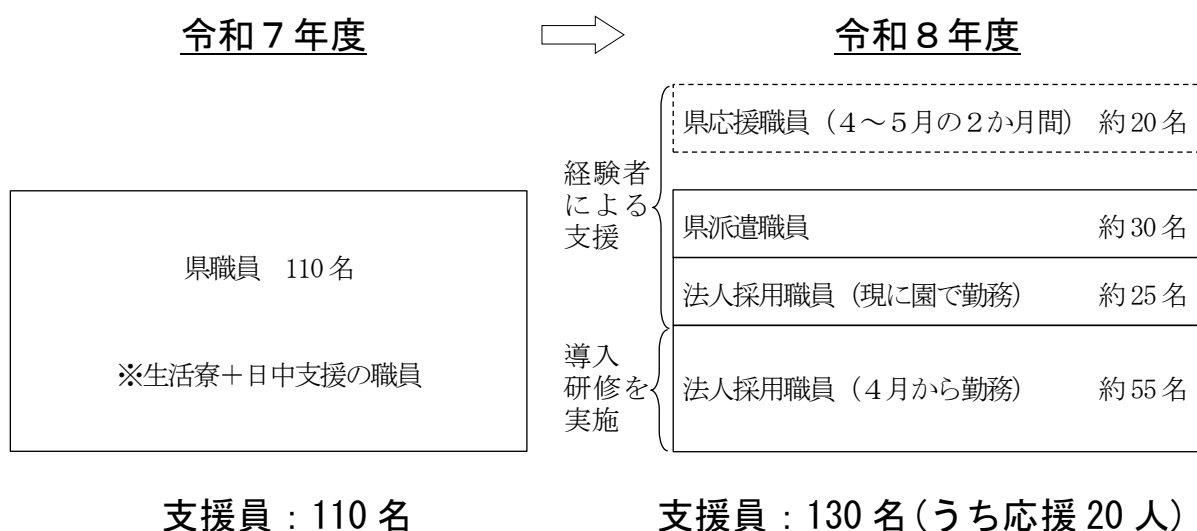 令和７年度
令和８年度
県応援職員（４～５月の２か月間） 約20名
経験者
による
支援
県派遣職員 約30名
県職員 110名
法人採用職員（現に園で勤務） 約25名
※生活寮＋日中支援の職員
導入
研修を
実施
法人採用職員（４月から勤務） 約55名
支援員：110名
支援員：130名(うち応援20人)